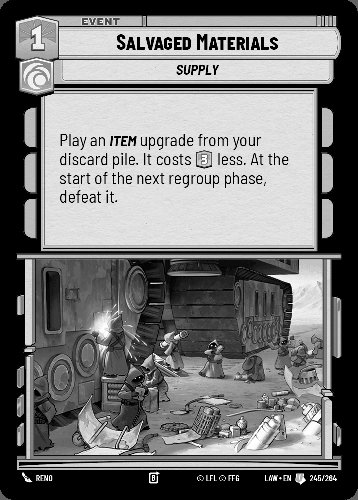 EVENT
1
SALVAGED MATERIALS
SUPPLY
Play an ITEM upgrade from your
discard pile. It costs 3 less. At the
start of the next regroup phase,
defeat it.
RENO
© LFL © FFG
LAW • EN
245/264